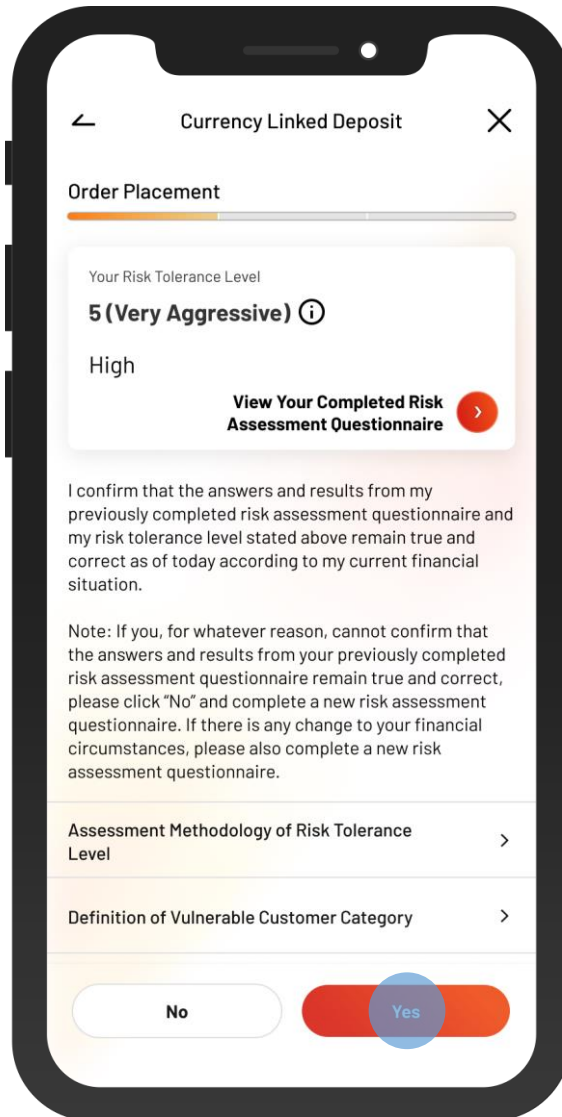 Currency Linked Deposit
Order Placement
Your Risk Tolerance Level
5 (Very Aggressive)
High
View Your Completed Risk
Assessment Questionnaire
I confirm that the answers and results from my
previously completed risk assessment questionnaire and
my risk tolerance level stated above remain true and
correct as of today according to my current financial
situation.
Note: If you, for whatever reason, cannot confirm that
the answers and results from your previously completed
risk assessment questionnaire remain true and correct,
please click “No” and complete a new risk assessment
questionnaire. If there is any change to your financial
circumstances, please also complete a new risk
assessment questionnaire.
Assessment Methodology of Risk Tolerance
Level
Definition of Vulnerable Customer Category
No
Yes